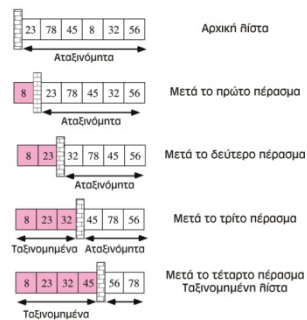 23 78 45 8 32 56 Αρχική λίστα
Αταξινόμητα
8 23 78 45 32 56 Μετά το πρώτο πέρασμα
Αταξινόμητα
8 23 32 78 45 56 Μετά το δεύτερο πέρασμα
Αταξινόμητα
8 23 32 45 78 56 Μετά το τρίτο πέρασμα
Ταξινομημένα Αταξινόμητα
8 23 32 45 56 78 Μετά το τέταρτο πέρασμα
Ταξινομημένη λίστα
Ταξινομημένα